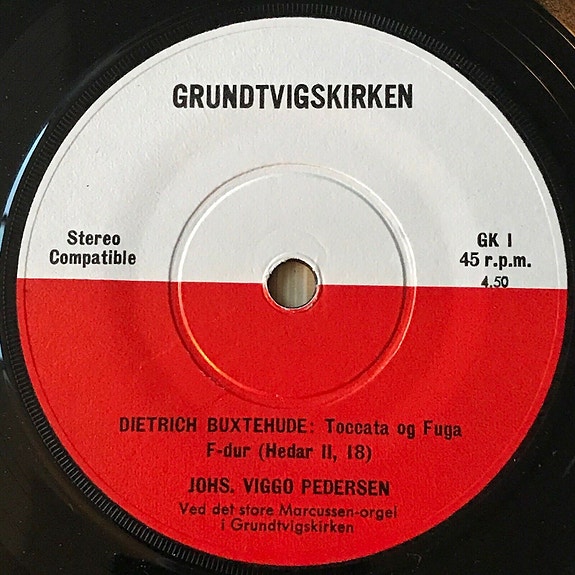 GRUNDTVIGSKIRKEN
Stereo
Compatible
GK 1
45 r.p.m.
4.50
DIETRICH BUXTEHUDE: Toccata og Fuga
F-dur (Hedar II, 18)
JOHS. VIGGO PEDERSEN
Ved det store Marcussen-orgel
i Grundtvigskirken